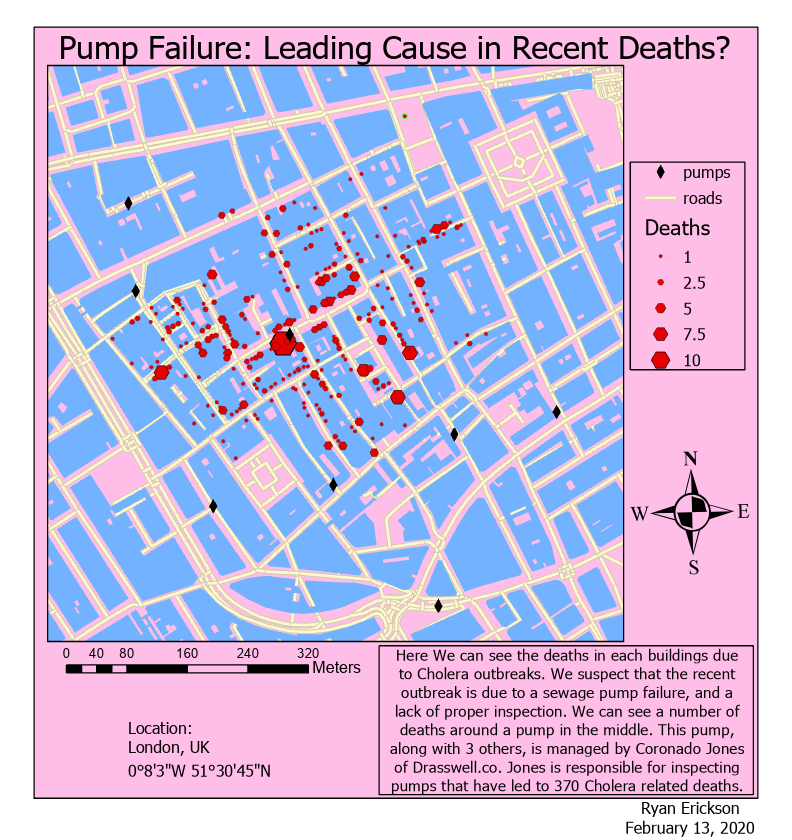 Pump Failure: Leading Cause in Recent Deaths?
pumps
roads
Deaths
1
2.5
5
7.5
10
N
W E
S
0 40 80 160 240 320
Meters
Location:
London, UK
0°8'3"W 51°30'45"N
Here We can see the deaths in each buildings due
to Cholera outbreaks. We suspect that the recent
outbreak is due to a sewage pump failure, and a
lack of proper inspection. We can see a number of
deaths around a pump in the middle. This pump,
along with 3 others, is managed by Coronado Jones
of Drasswell.co. Jones is responsible for inspecting
pumps that have led to 370 Cholera related deaths.
Ryan Erickson
February 13, 2020